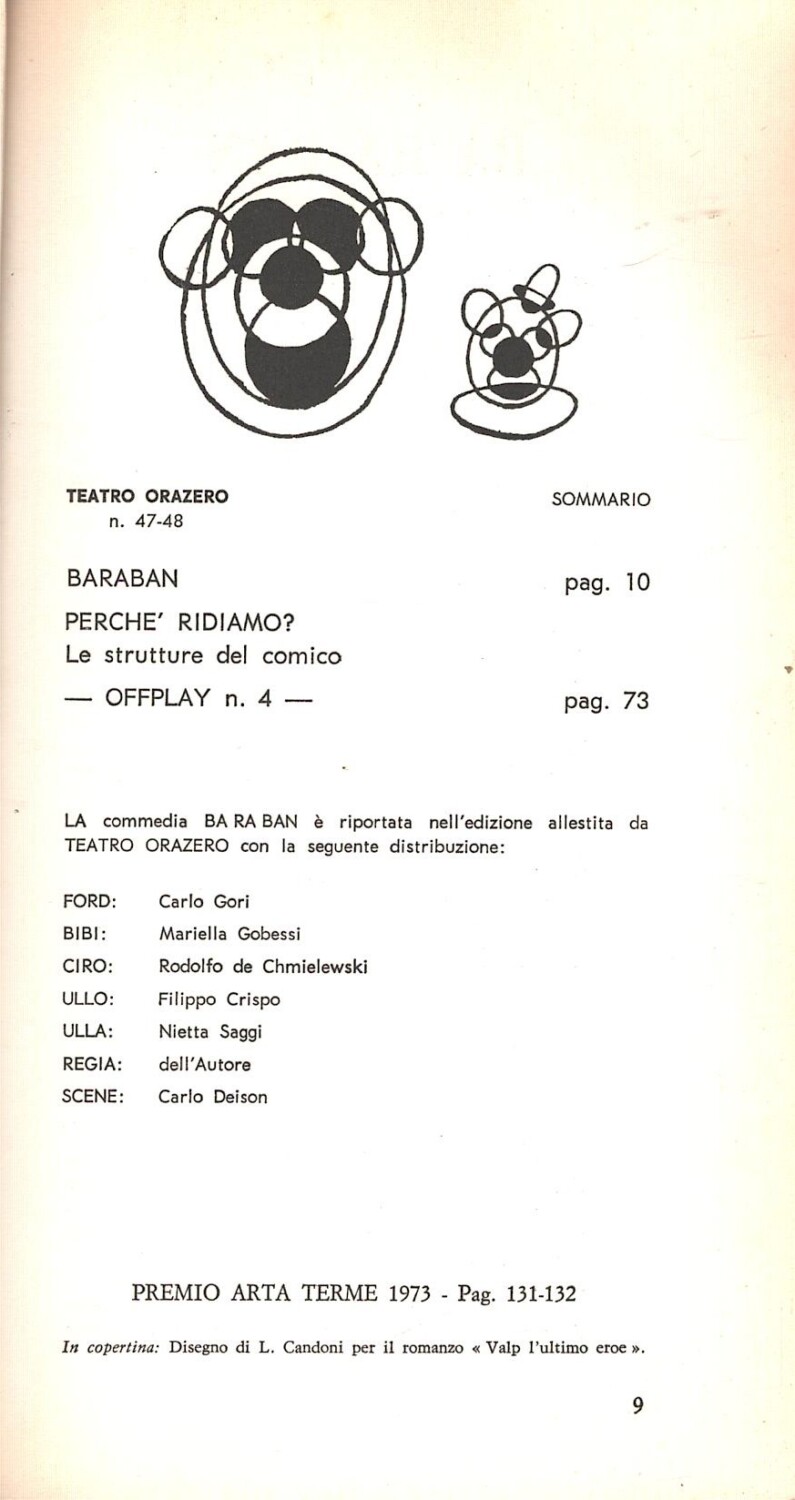 TEATRO ORAZERO SOMMARIO
n. 47-48
BARABAN pag. 10
PERCHE' RIDIAMO?
Le strutture del comico
— OFFPLAY n. 4 — pag. 73
LA commedia BA RA BAN è riportata nell'edizione allestita da
TEATRO ORAZERO con la seguente distribuzione:
FORD: Carlo Gori
BIBI: Mariella Gobessi
CIRO: Rodolfo de Chmielewski
ULLO: Filippo Crispo
ULLA: Nietta Saggi
REGIA: dell'Autore
SCENE: Carlo Deison
PREMIO ARTA TERME 1973 - Pag. 131-132
In copertina: Disegno di L. Candoni per il romanzo « Valp l'ultimo eroe ».
9